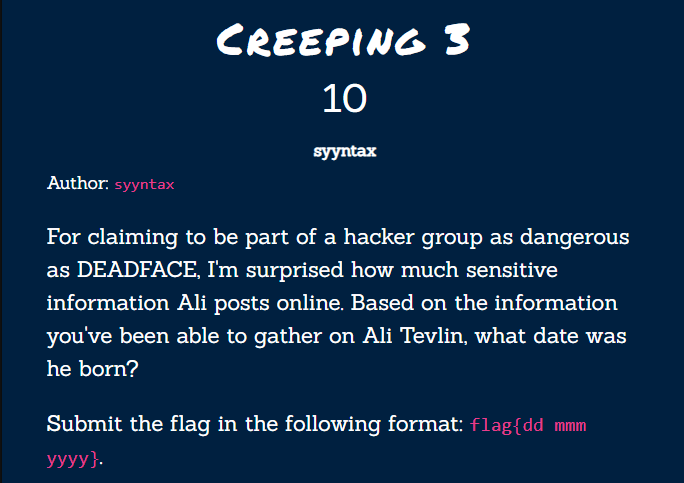 CREEPING 3
10
syyntax
Author: syyntax
For claiming to be part of a hacker group as dangerous
as DEADFACE, I'm surprised how much sensitive
information Ali posts online. Based on the information
you've been able to gather on Ali Tevlin, what date was
he born?
Submit the flag in the following format: flag{dd mmm
yyyy}.